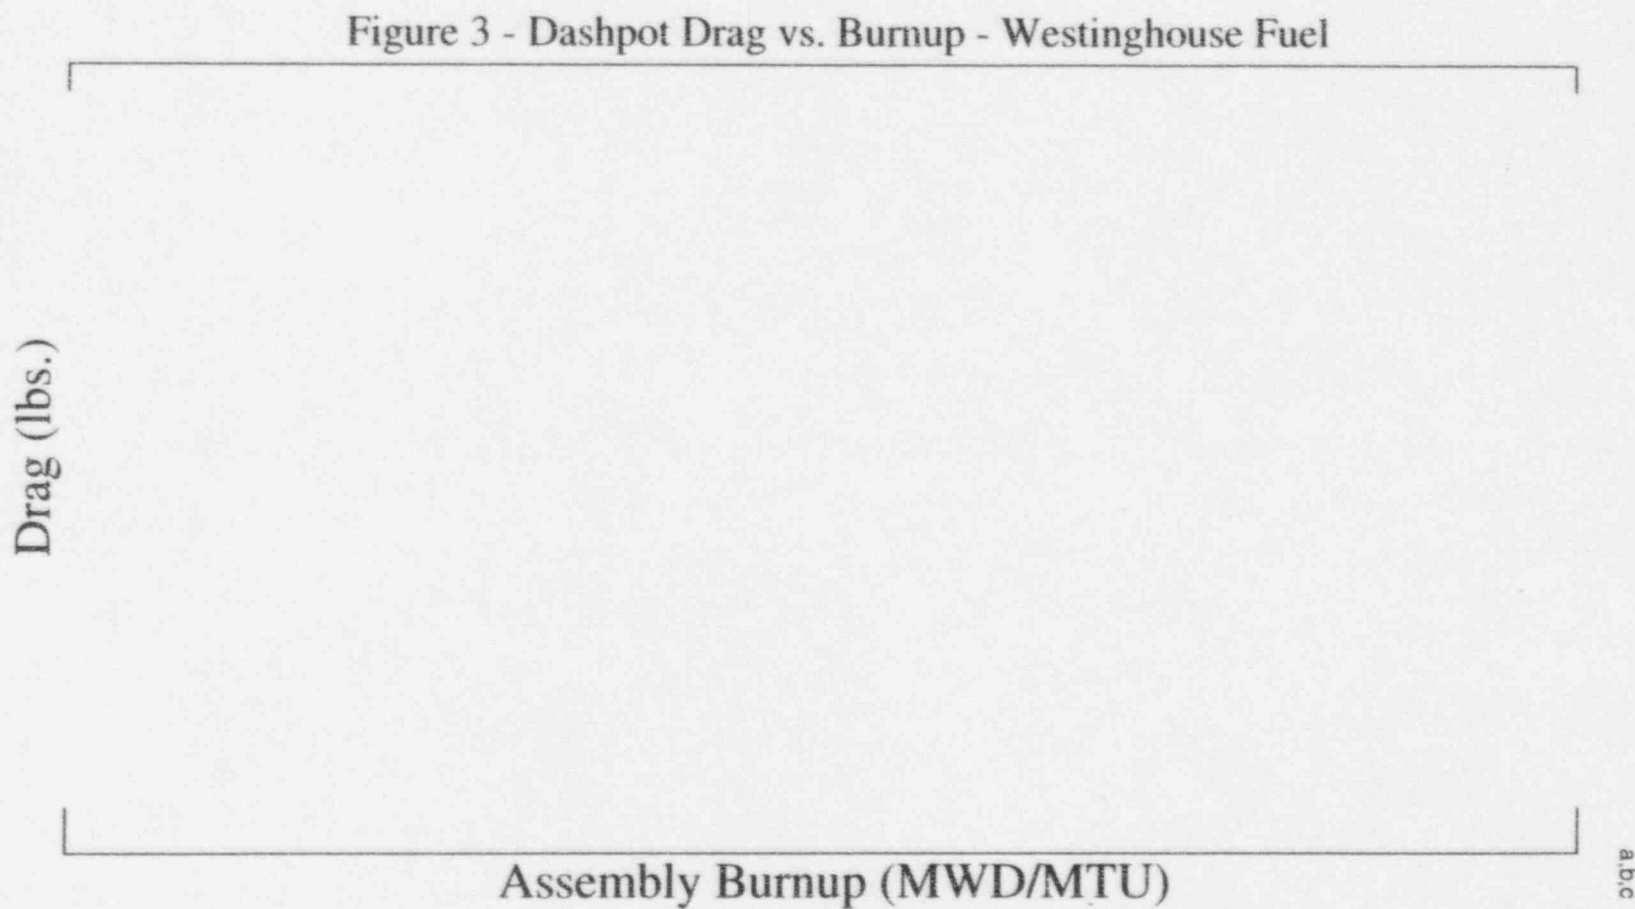 Figure 3 - Dashpot Drag vs. Burnup - Westinghouse Fuel
Drag (lbs.)
Assembly Burnup (MWD/MTU)
a,b,c